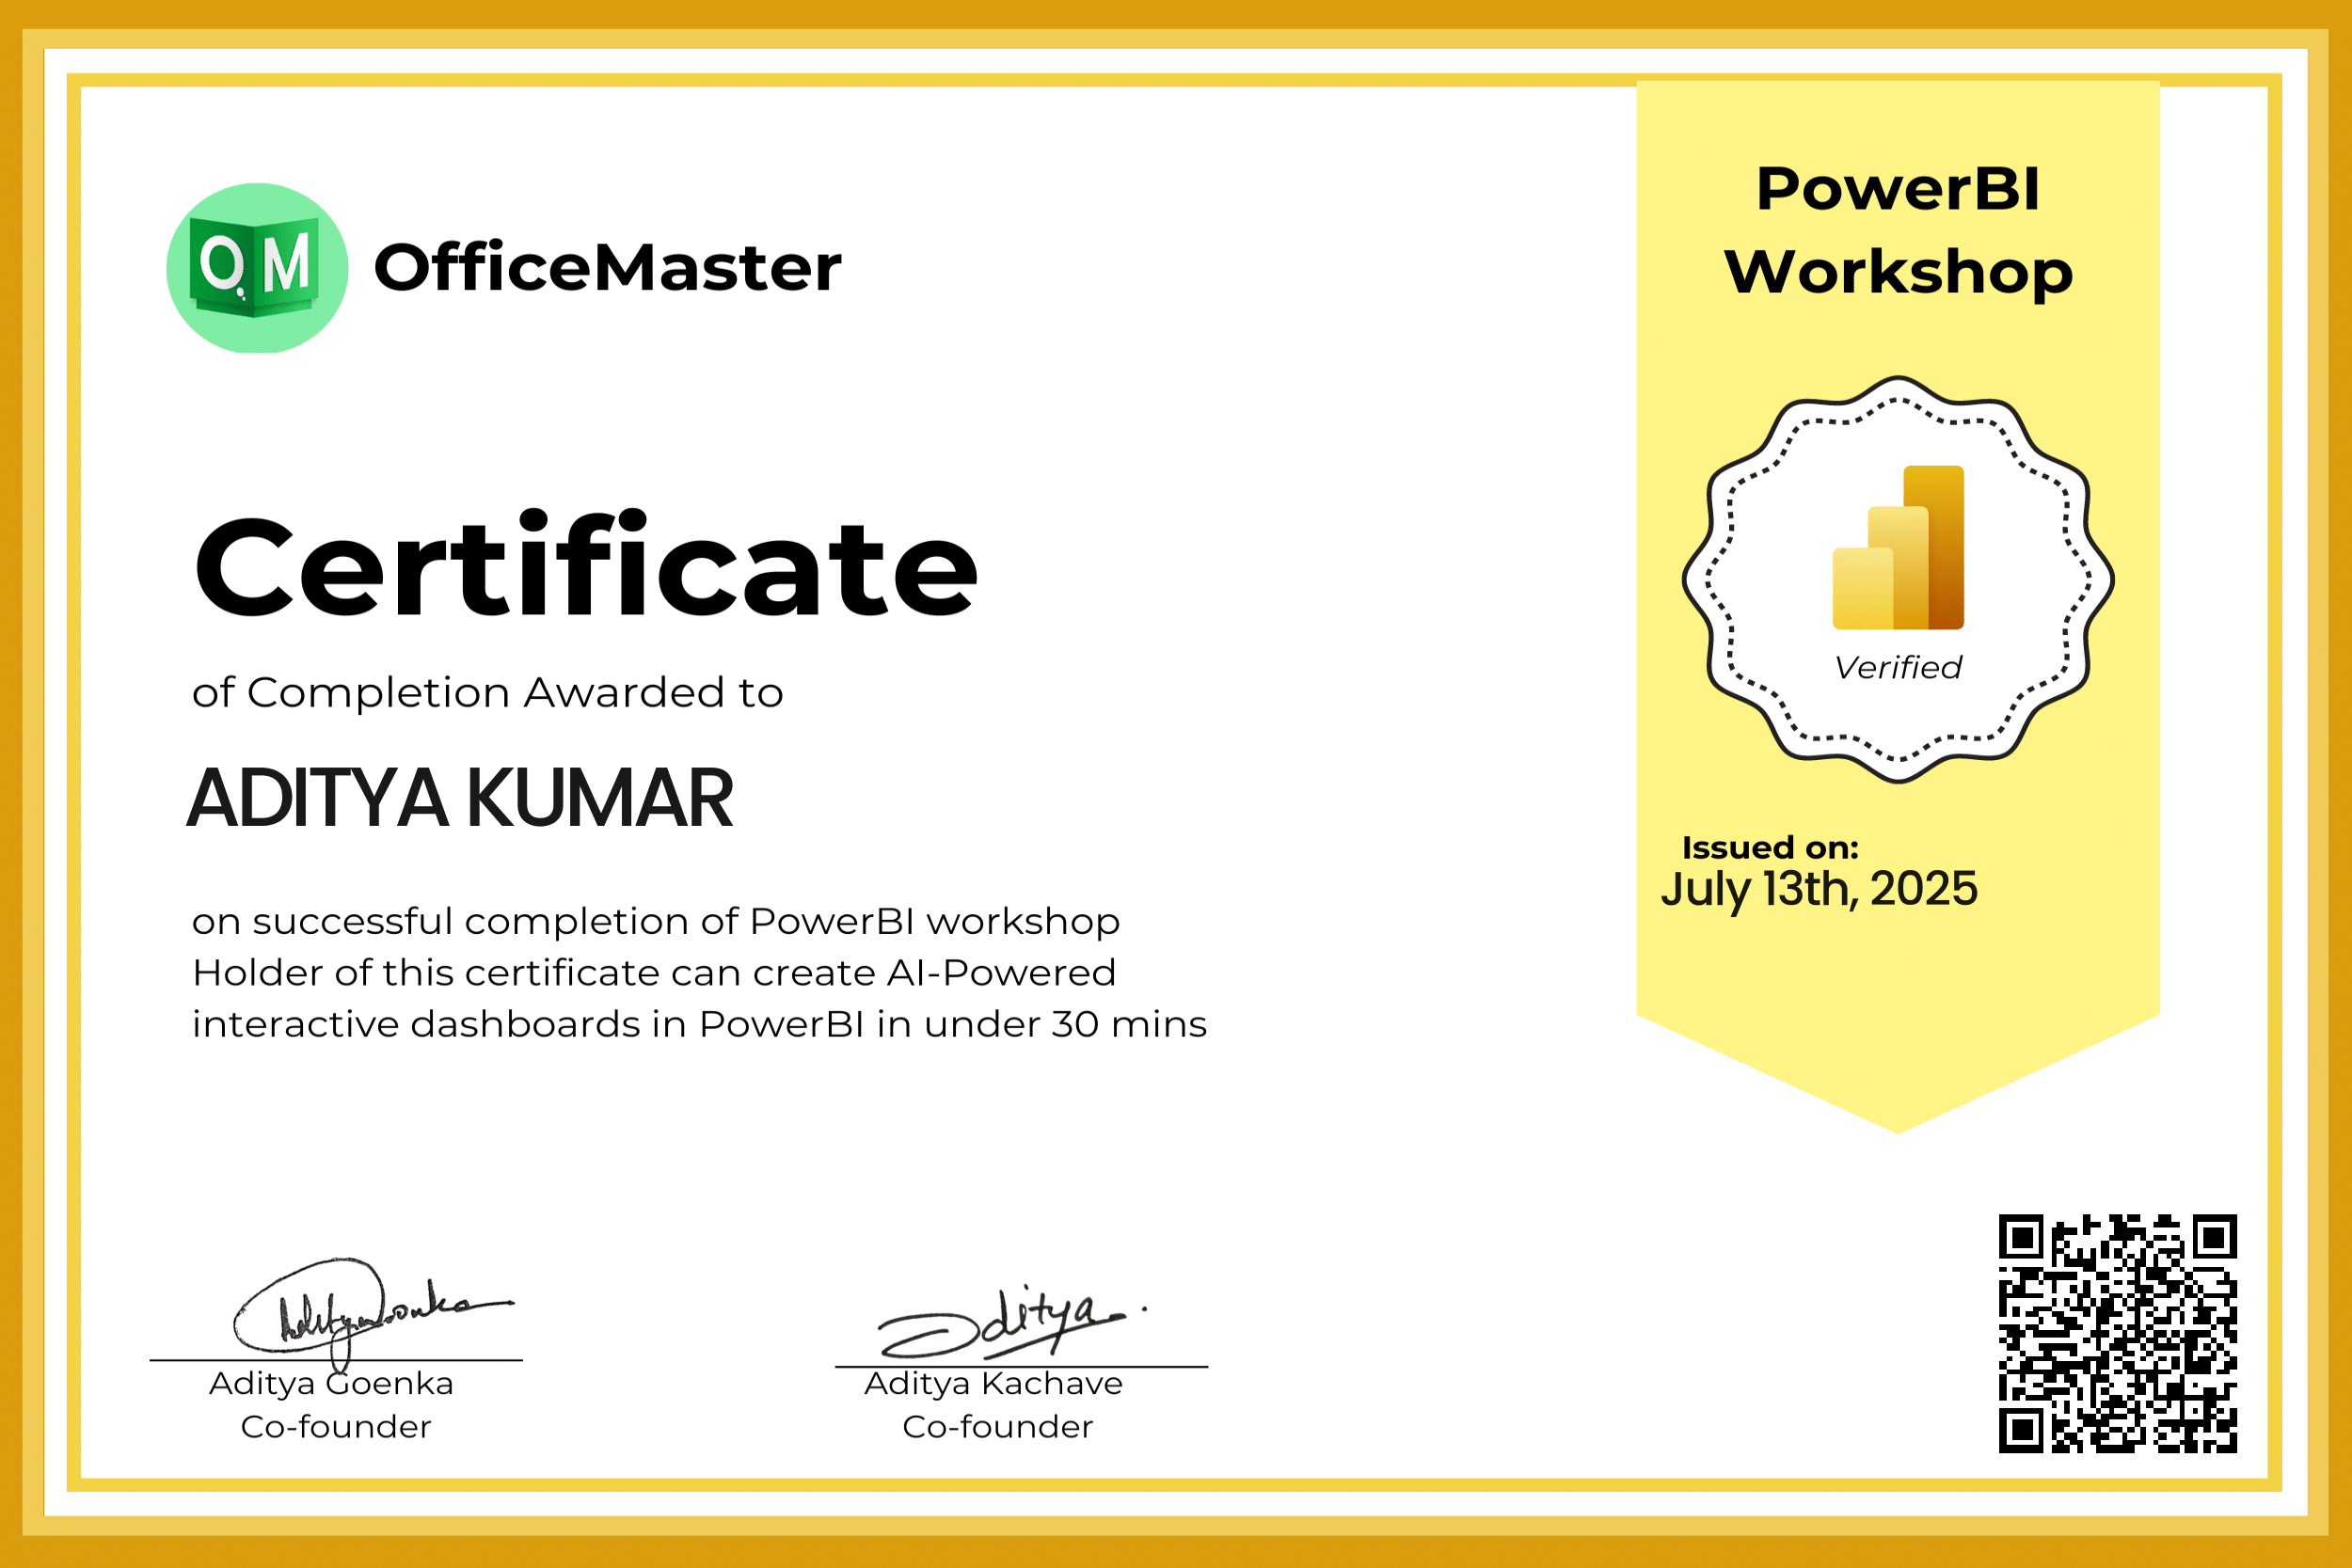 OM
OfficeMaster
Certificate
of Completion Awarded to
ADITYA KUMAR
on successful completion of PowerBI workshop
Holder of this certificate can create AI-Powered
interactive dashboards in PowerBI in under 30 mins
PowerBI
Workshop
Verified
Issued on:
July 13th, 2025
Aditya Goenka
Aditya Goenka
Co-founder
Aditya
Aditya Kachave
Co-founder